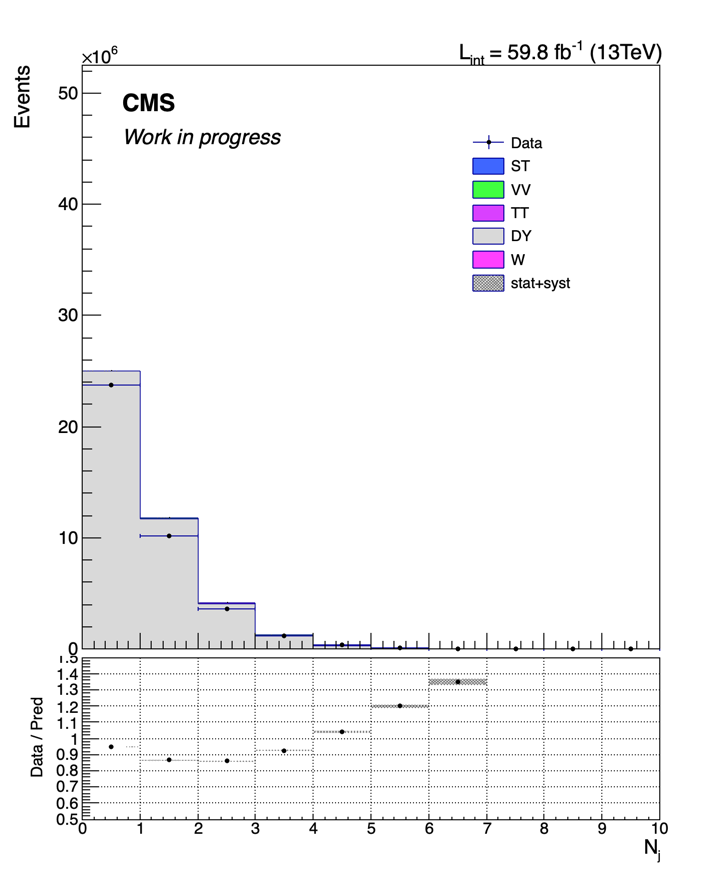 ×10⁶
L_int = 59.8 fb⁻¹ (13TeV)
Events
CMS
Work in progress
Data
ST
VV
TT
DY
W
stat+syst
50
40
30
20
10
0
Data / Pred
1.5
1.4
1.3
1.2
1.1
1
0.9
0.8
0.7
0.6
0.5
0 1 2 3 4 5 6 7 8 9 10
N_j